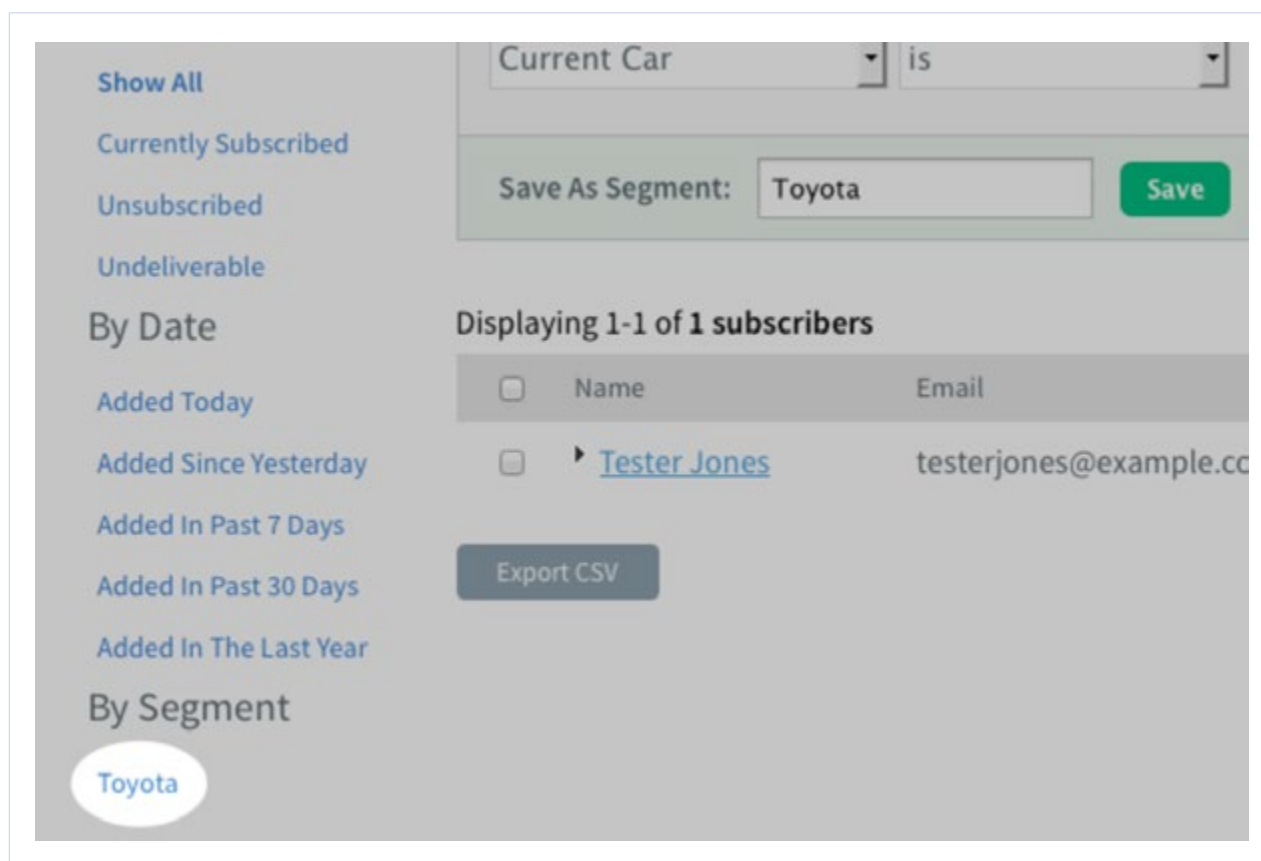 Show All
Currently Subscribed
Unsubscribed
Undeliverable
By Date
Added Today
Added Since Yesterday
Added In Past 7 Days
Added In Past 30 Days
Added In The Last Year
By Segment
Toyota
Current Car is
Save As Segment: Toyota Save
Displaying 1-1 of 1 subscribers
Name Email
Tester Jones testerjones@example.cc
Export CSV